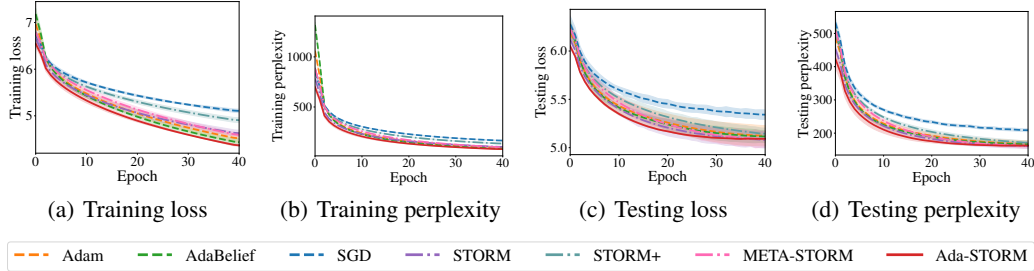 7
6
5
Training loss
0 10 20 30 40
Epoch
(a) Training loss
1000
500
Training perplexity
0 10 20 30 40
Epoch
(b) Training perplexity
6.0
5.5
5.0
Testing loss
0 10 20 30 40
Epoch
(c) Testing loss
500
400
300
200
Testing perplexity
0 10 20 30 40
Epoch
(d) Testing perplexity
Adam AdaBelief SGD STORM STORM+ META-STORM Ada-STORM